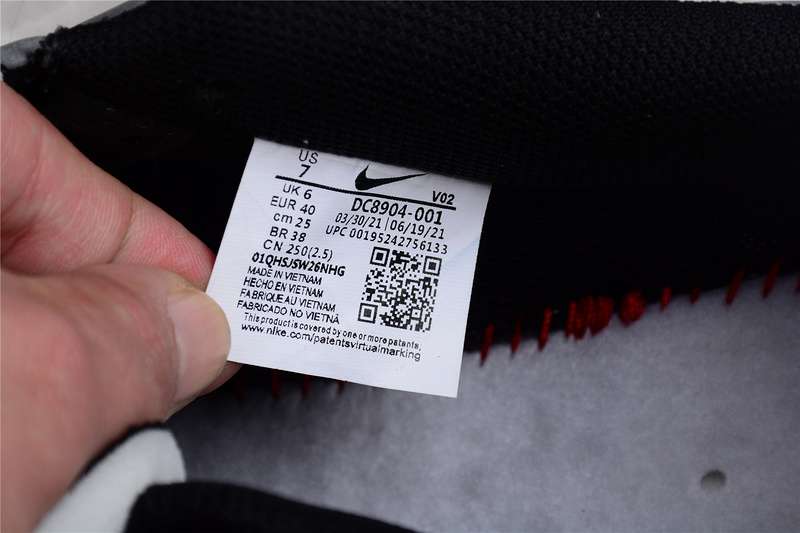 US
7
V02
UK 6
DC8904-001
EUR 40
03/30/21 | 06/19/21
cm 25
UPC 00195242756133
BR 38
CN 250(2.5)
01QHSJSW26NHG
MADE IN VIETNAM
HECHO EN VIETNAM
FABRIQUE AU VIETNAM
FABRICADO NO VIETNÃ
This product is covered by one or more patents,
www.nike.com/patentsvirtualmarking